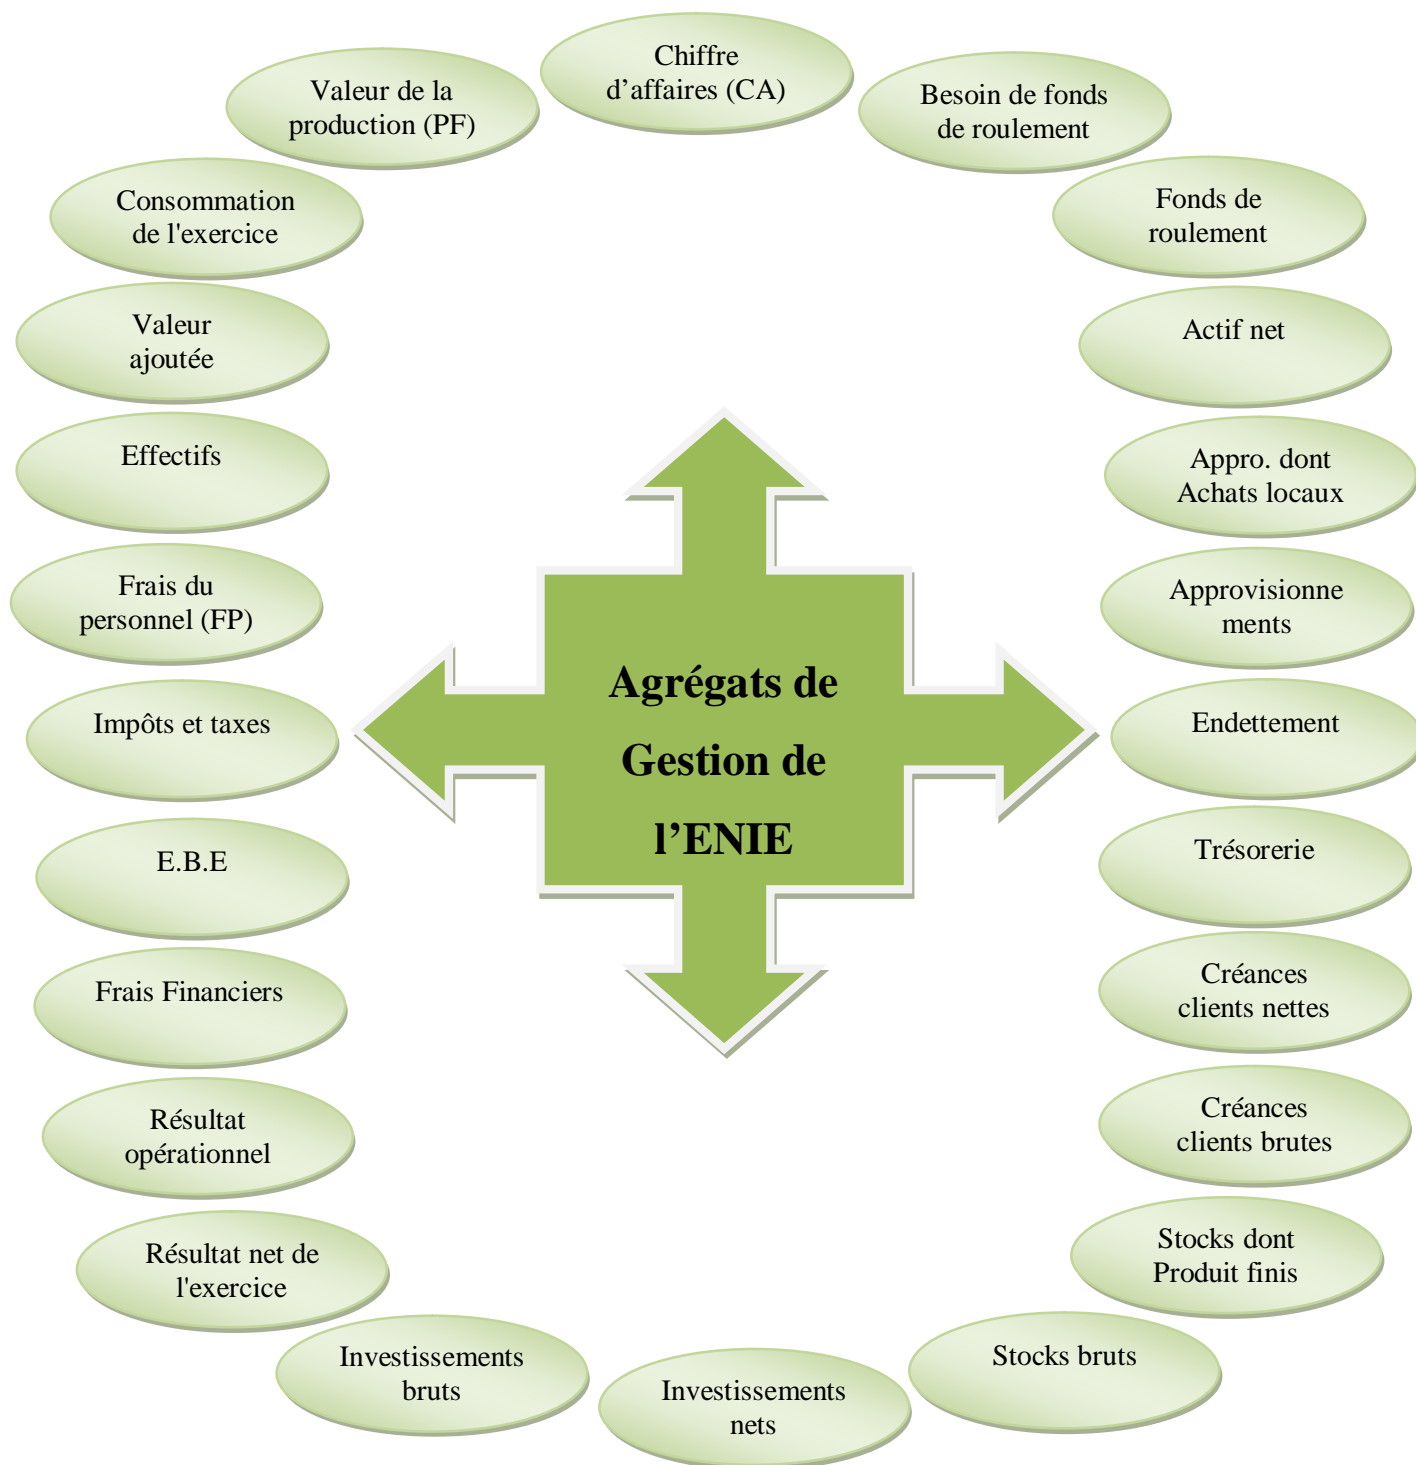 Chiffre
d’affaires (CA)
Besoin de fonds
de roulement
Fonds de
roulement
Actif net
Appro. dont
Achats locaux
Approvisionne
ments
Endettement
Trésorerie
Créances
clients nettes
Créances
clients brutes
Stocks dont
Produit finis
Stocks bruts
Investissements
nets
Investissements
bruts
Résultat net de
l'exercice
Résultat
opérationnel
Frais Financiers
E.B.E
Impôts et taxes
Frais du
personnel (FP)
Effectifs
Valeur
ajoutée
Consommation
de l'exercice
Valeur de la
production (PF)
Agrégats de
Gestion de
l’ENIE